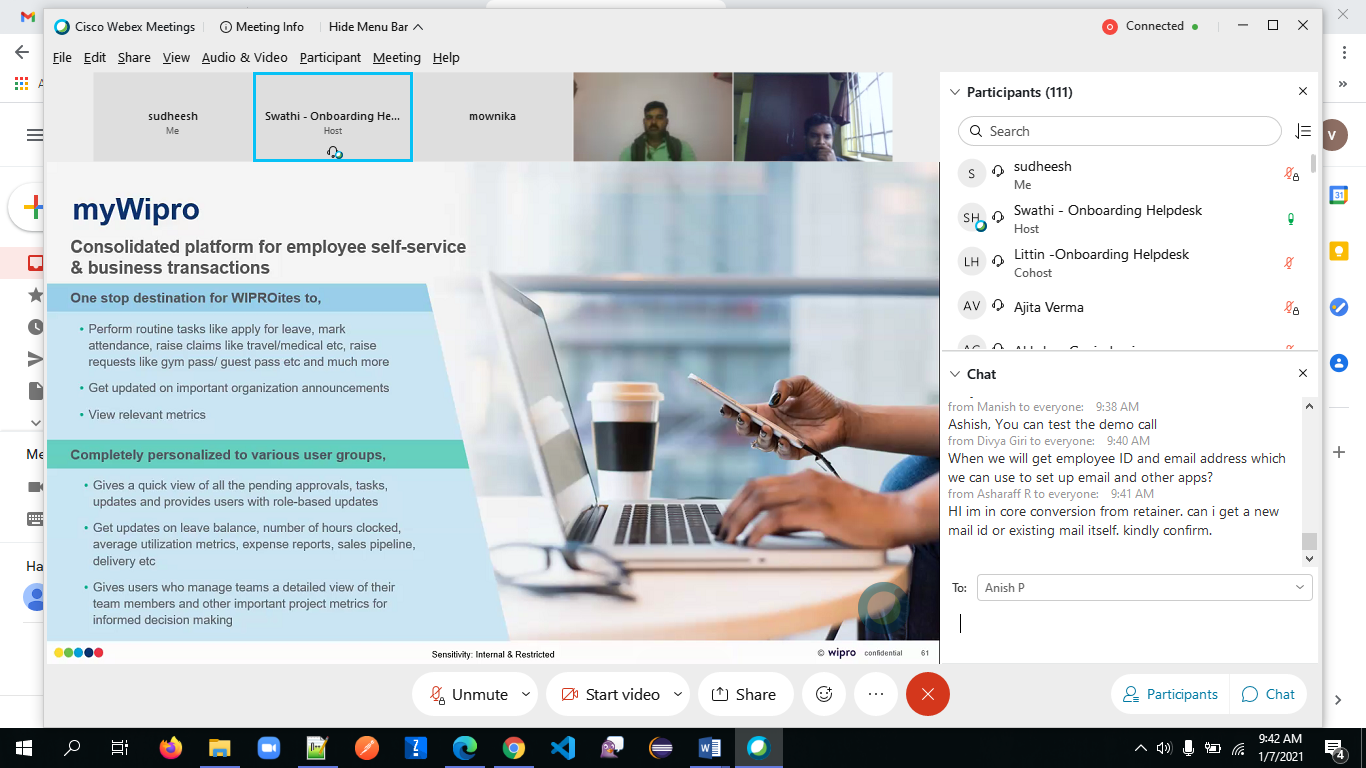 Cisco Webex Meetings
Meeting Info
Hide Menu Bar
Connected
File Edit Share View Audio & Video Participant Meeting Help
sudheesh
Me
Swathi - Onboarding He...
Host
mownika
myWipro
Consolidated platform for employee self-service
& business transactions
One stop destination for WIPROites to,
• Perform routine tasks like apply for leave, mark
attendance, raise claims like travel/medical etc, raise
requests like gym pass/ guest pass etc and much more
• Get updated on important organization announcements
• View relevant metrics
Completely personalized to various user groups,
• Gives a quick view of all the pending approvals, tasks,
updates and provides users with role-based updates
• Get updates on leave balance, number of hours clocked,
average utilization metrics, expense reports, sales pipeline,
delivery etc
• Gives users who manage teams a detailed view of their
team members and other important project metrics for
informed decision making
Sensitivity: Internal & Restricted
© wipro confidential 61
Participants (111)
Search
S
sudheesh
Me
SH
Swathi - Onboarding Helpdesk
Host
LH
Littin -Onboarding Helpdesk
Cohost
AV
Ajita Verma
Chat
from Manish to everyone: 9:38 AM
Ashish, You can test the demo call
from Divya Giri to everyone: 9:40 AM
When we will get employee ID and email address which
we can use to set up email and other apps?
from Asharaff R to everyone: 9:41 AM
HI im in core conversion from retainer. can i get a new
mail id or existing mail itself. kindly confirm.
To: Anish P
Unmute
Start video
Share
Participants
Chat
Me
Ha
V
31
9:42 AM
1/7/2021
4